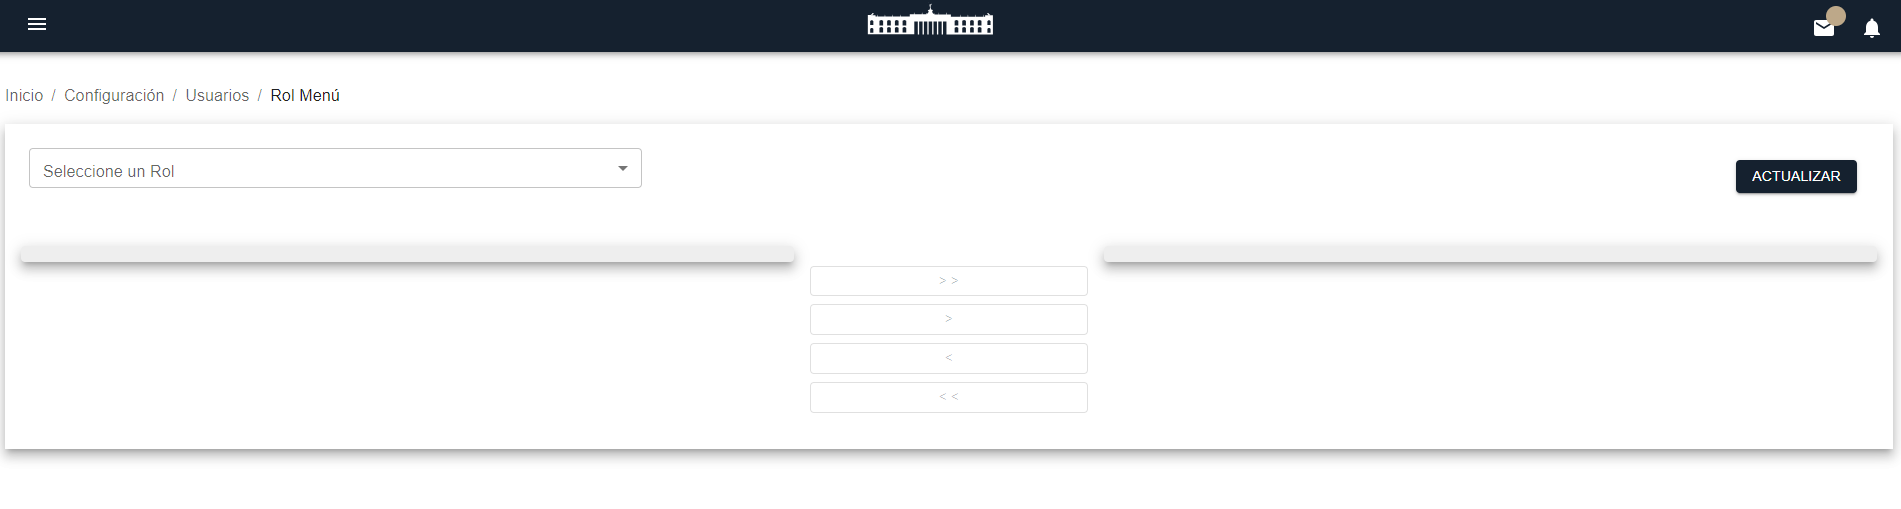 Inicio / Configuración / Usuarios / Rol Menú
Seleccione un Rol
ACTUALIZAR
> >
>
<
< <